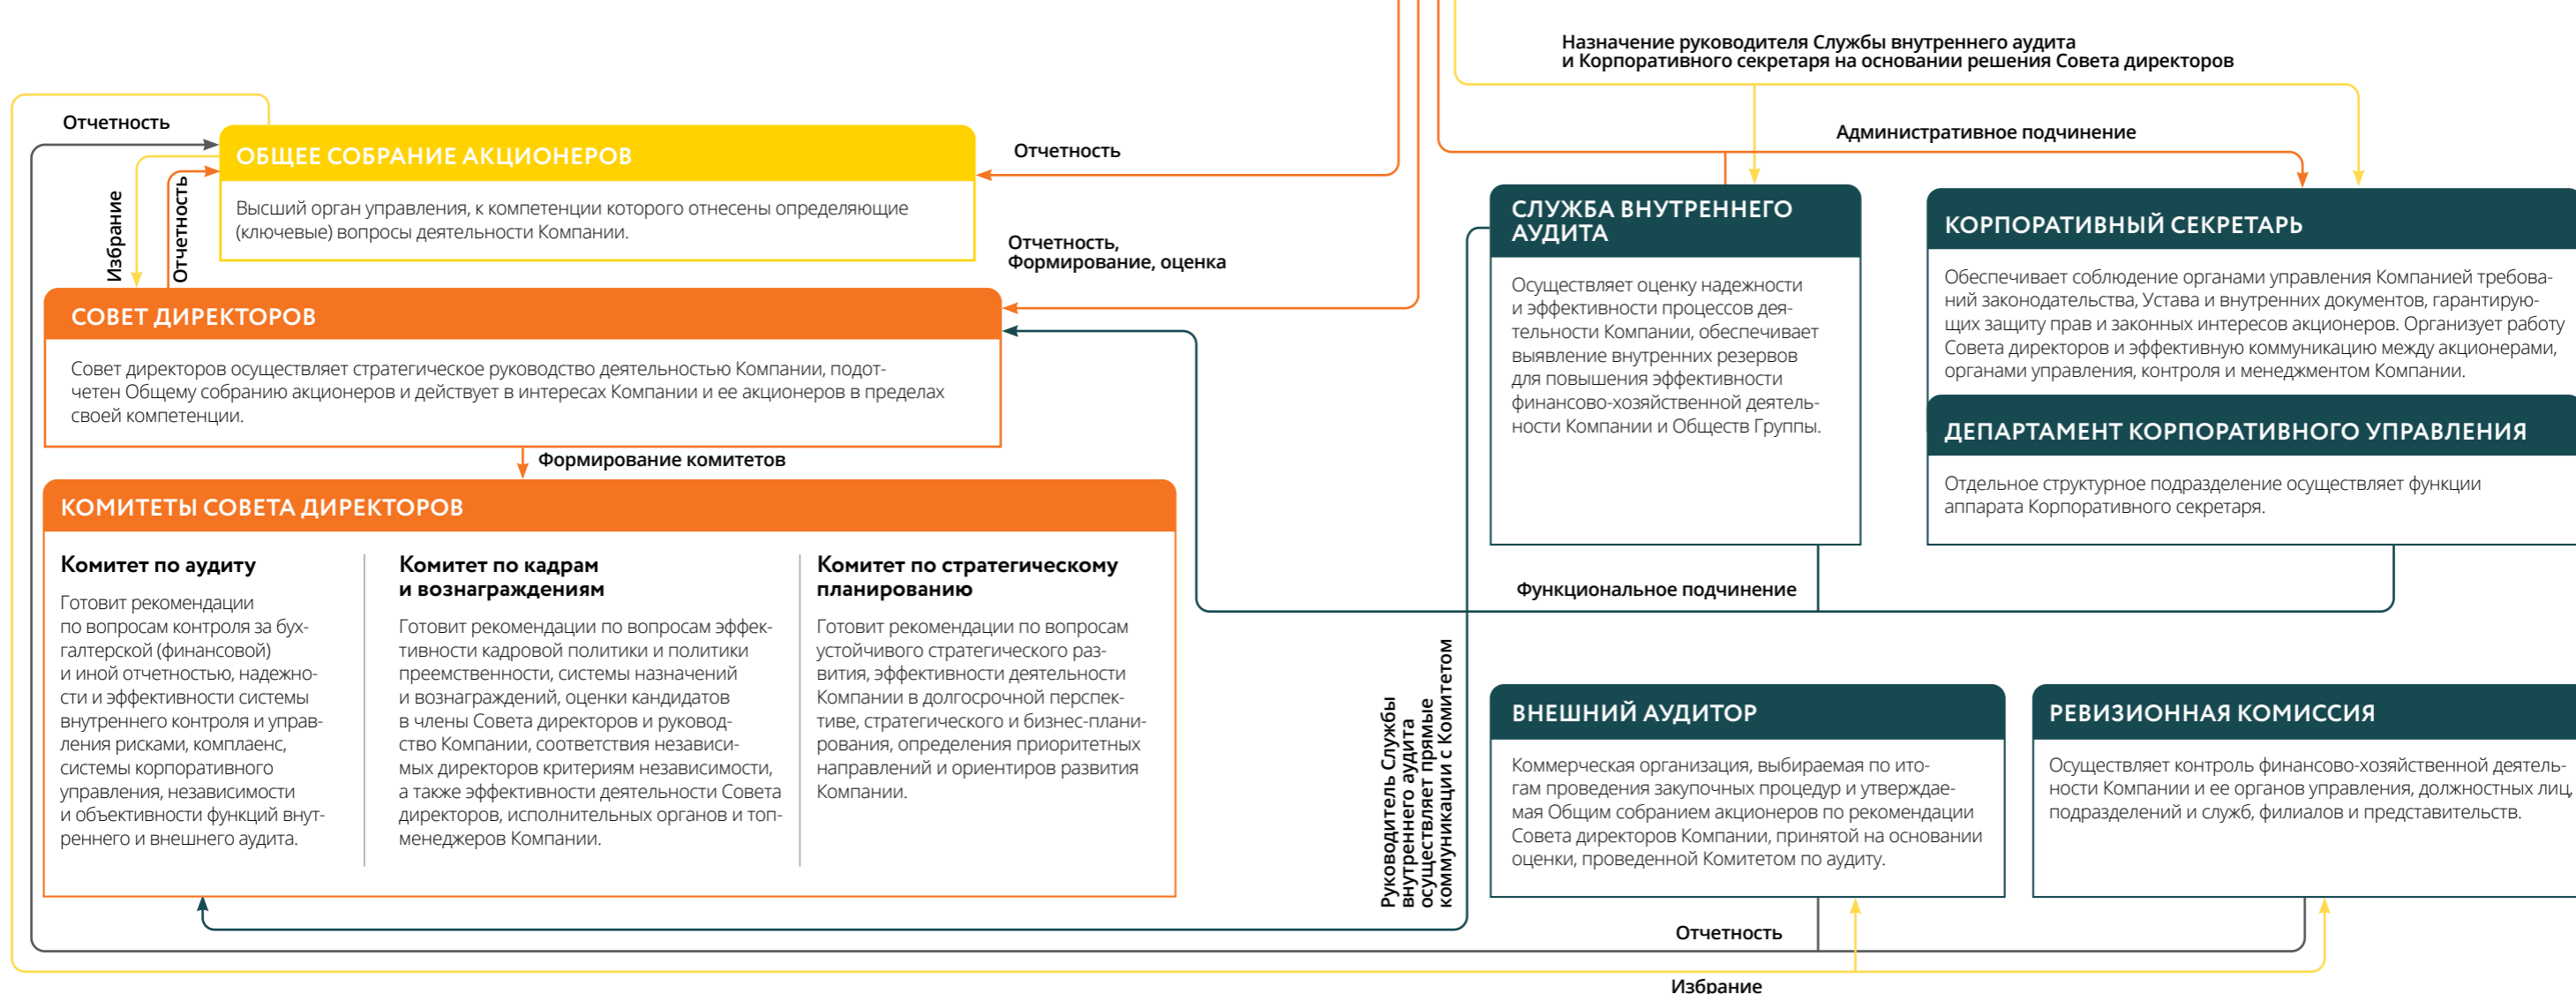 Назначение руководителя Службы внутреннего аудита
и Корпоративного секретаря на основании решения Совета директоров
Отчетность
ОБЩЕЕ СОБРАНИЕ АКЦИОНЕРОВ
Высший орган управления, к компетенции которого отнесены определяющие
(ключевые) вопросы деятельности Компании.
Отчетность
Избрание
Отчетность
Отчетность,
Формирование, оценка
СОВЕТ ДИРЕКТОРОВ
Совет директоров осуществляет стратегическое руководство деятельностью Компании, подот-
четен Общему собранию акционеров и действует в интересах Компании и ее акционеров в пределах
своей компетенции.
Формирование комитетов
КОМИТЕТЫ СОВЕТА ДИРЕКТОРОВ
Комитет по аудиту
Готовит рекомендации
по вопросам контроля за бух-
галтерской (финансовой)
и иной отчетностью, надежно-
сти и эффективности системы
внутреннего контроля и управ-
ления рисками, комплаенс,
системы корпоративного
управления, независимости
и объективности функций внут-
реннего и внешнего аудита.
Комитет по кадрам
и вознаграждениям
Готовит рекомендации по вопросам эффек-
тивности кадровой политики и политики
преемственности, системы назначений
и вознаграждений, оценки кандидатов
в члены Совета директоров и руковод-
ство Компании, соответствия независи-
мых директоров критериям независимости,
а также эффективности деятельности Совета
директоров, исполнительных органов и топ-
менеджеров Компании.
Комитет по стратегическому
планированию
Готовит рекомендации по вопросам
устойчивого стратегического раз-
вития, эффективности деятельности
Компании в долгосрочной перспек-
тиве, стратегического и бизнес-плани-
рования, определения приоритетных
направлений и ориентиров развития
Компании.
Административное подчинение
СЛУЖБА ВНУТРЕННЕГО
АУДИТА
Осуществляет оценку надежности
и эффективности процессов дея-
тельности Компании, обеспечивает
выявление внутренних резервов
для повышения эффективности
финансово-хозяйственной деятель-
ности Компании и Обществ Группы.
КОРПОРАТИВНЫЙ СЕКРЕТАРЬ
Обеспечивает соблюдение органами управления Компанией требова-
ний законодательства, Устава и внутренних документов, гарантирую-
щих защиту прав и законных интересов акционеров. Организует работу
Совета директоров и эффективную коммуникацию между акционерами,
органами управления, контроля и менеджментом Компании.
ДЕПАРТАМЕНТ КОРПОРАТИВНОГО УПРАВЛЕНИЯ
Отдельное структурное подразделение осуществляет функции
аппарата Корпоративного секретаря.
Функциональное подчинение
Руководитель Службы
внутреннего аудита
осуществляет прямые
коммуникации с Комитетом
ВНЕШНИЙ АУДИТОР
Коммерческая организация, выбираемая по ито-
гам проведения закупочных процедур и утверждае-
мая Общим собранием акционеров по рекомендации
Совета директоров Компании, принятой на основании
оценки, проведенной Комитетом по аудиту.
РЕВИЗИОННАЯ КОМИССИЯ
Осуществляет контроль финансово-хозяйственной деятель-
ности Компании и ее органов управления, должностных лиц,
подразделений и служб, филиалов и представительств.
Отчетность
Избрание